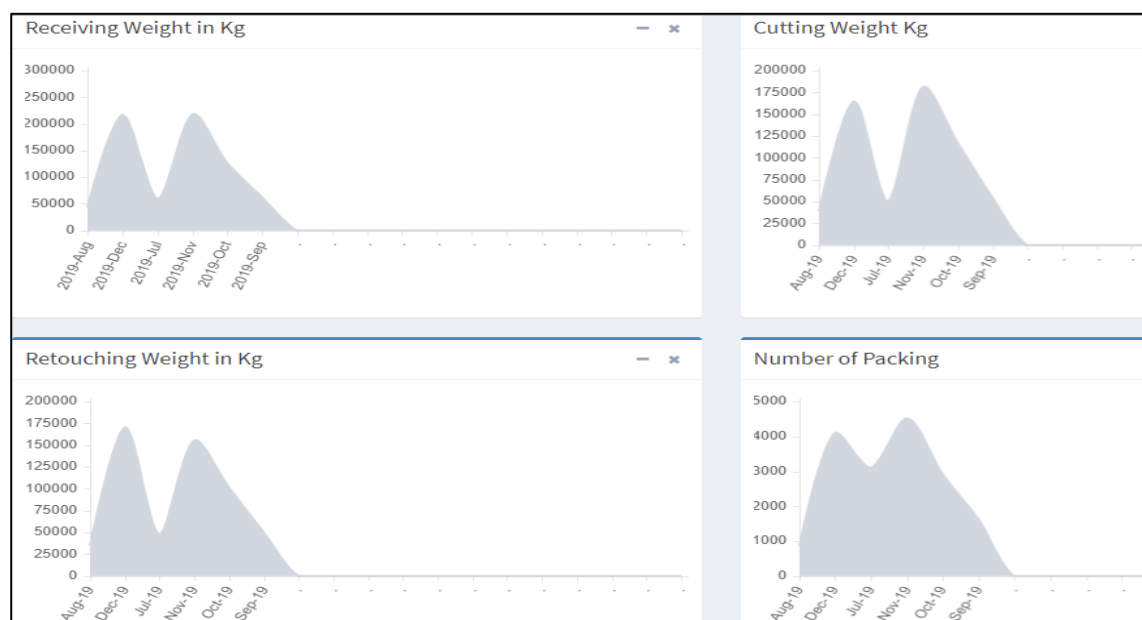 Receiving Weight in Kg
300000
250000
200000
150000
100000
50000
0
2019-Aug
2019-Dec
2019-Jul
2019-Nov
2019-Oct
2019-Sep
Cutting Weight Kg
200000
175000
150000
125000
100000
75000
50000
25000
0
Aug-19
Dec-19
Jul-19
Nov-19
Oct-19
Sep-19
Retouching Weight in Kg
200000
175000
150000
125000
100000
75000
50000
25000
0
Aug-19
Dec-19
Jul-19
Nov-19
Oct-19
Sep-19
Number of Packing
5000
4000
3000
2000
1000
0
Aug-19
Dec-19
Jul-19
Nov-19
Oct-19
Sep-19